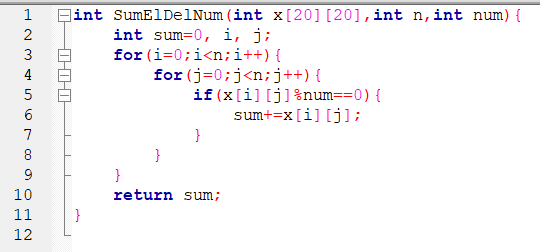 1 int SumElDelNum(int x[20][20],int n,int num){
2     int sum=0, i, j;
3     for(i=0;i<n;i++){
4         for(j=0;j<n;j++){
5             if(x[i][j]%num==0){
6                 sum+=x[i][j];
7             }
8         }
9     }
10     return sum;
11 }
12